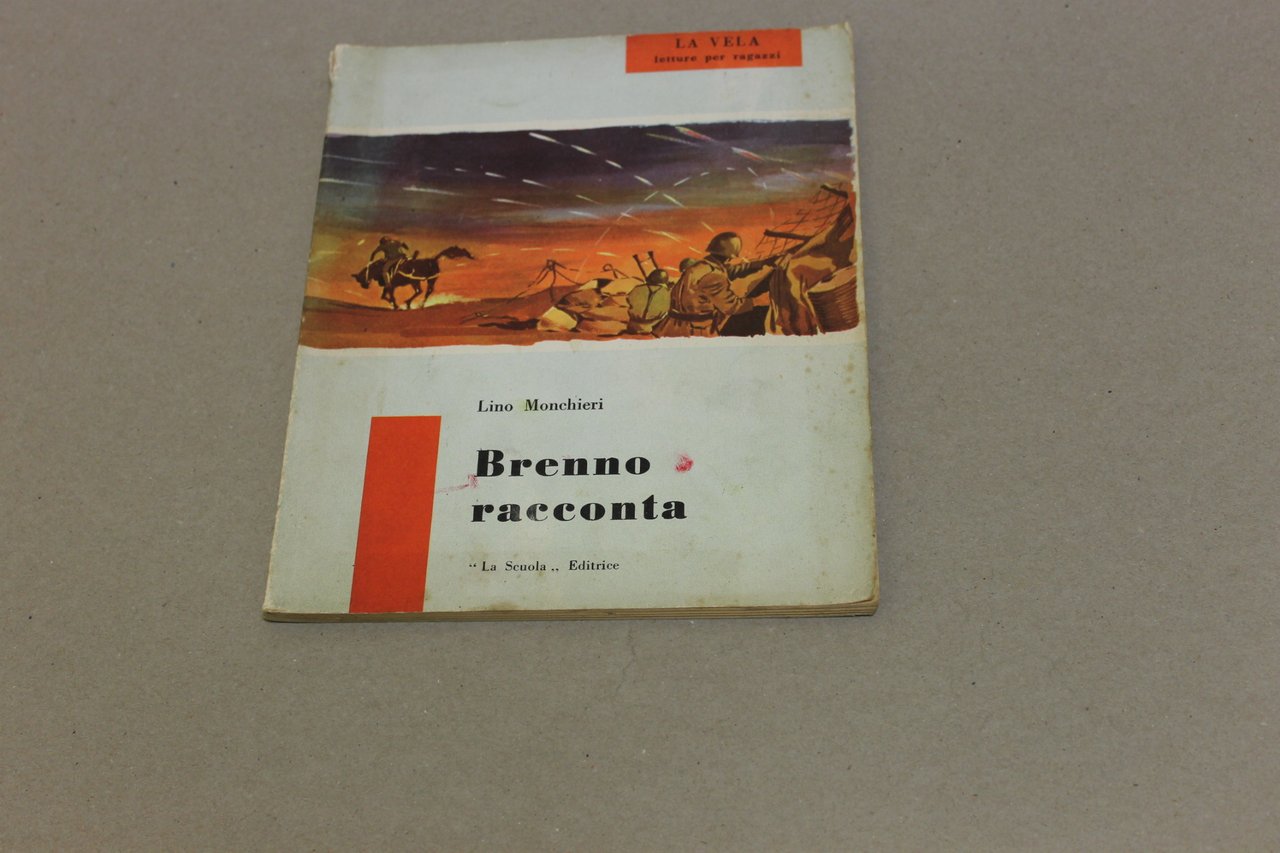 LA VELA
letture per ragazzi
Lino Monchieri
Brenno
racconta
“ La Scuola „ Editrice